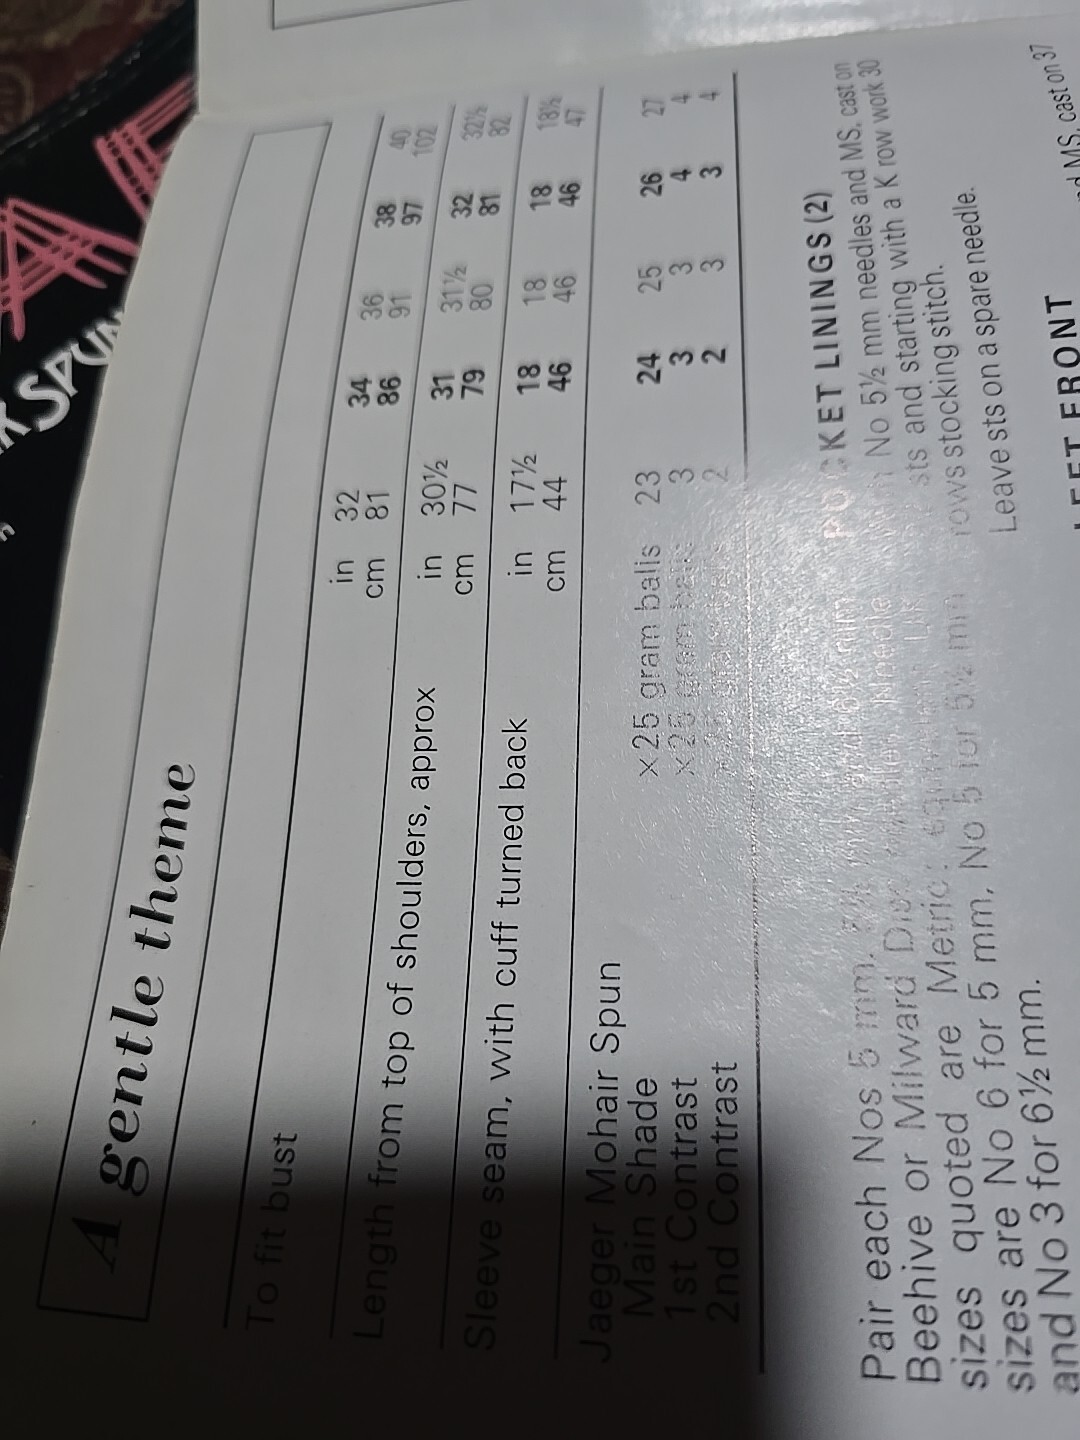 SPUN
A gentle theme
To fit bust in 32 34 36 38 40
cm 81 86 91 97 102
Length from top of shoulders, approx in 30½ 31 31½ 32 32½
cm 77 79 80 81 82
Sleeve seam, with cuff turned back in 17½ 18 18 18 18½
cm 44 46 46 46 47
Jaeger Mohair Spun
Main Shade ×25 gram balls 23 24 25 26 27
1st Contrast ×25 gram balls 3 3 3 4 4
2nd Contrast 2 2 3 3 4
Pair each Nos 5 mm,
Beehive or Milward
sizes quoted are Metric:
sizes are No 6 for 5 mm, No 5 for 5½ mm
and No 3 for 6½ mm.
POCKET LININGS (2)
No 5½ mm needles and MS, cast on
sts and starting with a K row work 30
rows stocking stitch.
Leave sts on a spare needle.
LEFT FRONT
MS, cast on 37